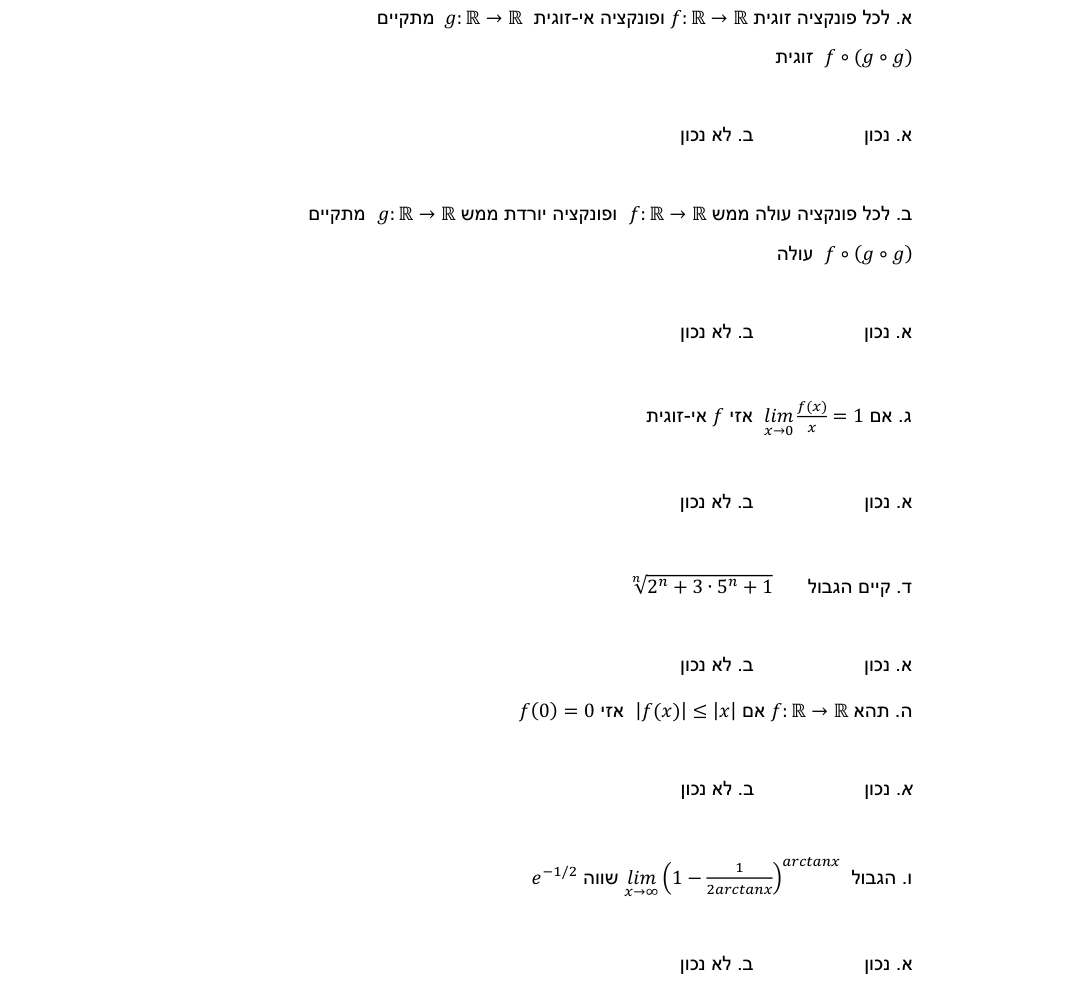 א. לכל פונקציה זוגית f: ℝ → ℝ ופונקציה אי-זוגית g: ℝ → ℝ מתקיים
f ∘ (g ∘ g) זוגית
א. נכון ב. לא נכון
ב. לכל פונקציה עולה ממש f: ℝ → ℝ ופונקציה יורדת ממש g: ℝ → ℝ מתקיים
f ∘ (g ∘ g) עולה
א. נכון ב. לא נכון
ג. אם lim_{x→0} f(x)/x = 1 אזי f אי-זוגית
א. נכון ב. לא נכון
ד. קיים הגבול ⁿ√(2ⁿ + 3 · 5ⁿ + 1)
א. נכון ב. לא נכון
ה. תהא f: ℝ → ℝ אם |f(x)| ≤ |x| אזי f(0) = 0
א. נכון ב. לא נכון
ו. הגבול lim_{x→∞} (1 − 1/(2arctanx))^{arctanx} שווה e^{−1/2}
א. נכון ב. לא נכון